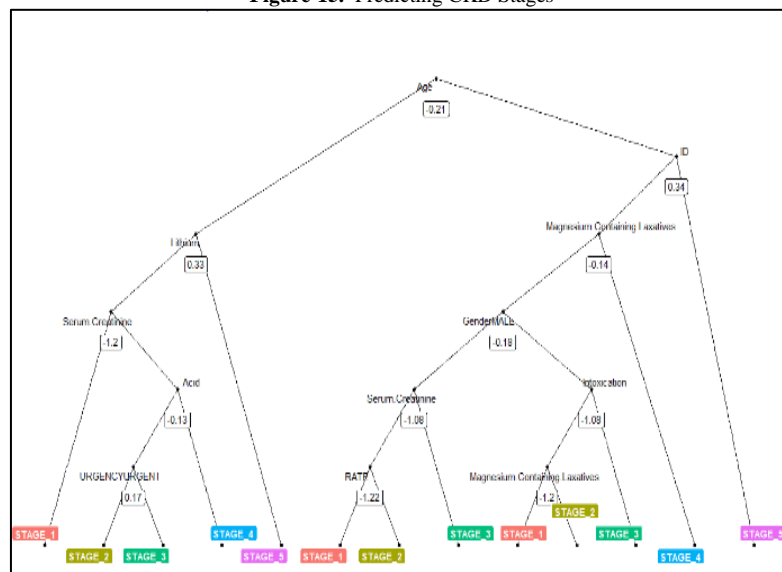 Figure 15. Predicting CKD Stages
Age
-0.21
ID
0.34
Lithium
0.33
Magnesium Containing Laxatives
-0.14
Serum.Creatinine
-1.2
GenderMALE
-0.18
Acid
-0.13
Serum.Creatinine
-1.08
Intoxication
-1.08
URGENCYURGENT
0.17
RATE
-1.22
Magnesium Containing Laxatives
-1.2
STAGE_2
STAGE_1
STAGE_4
STAGE_3
STAGE_1
STAGE_5
STAGE_2
STAGE_3
STAGE_5
STAGE_1
STAGE_2
STAGE_3
STAGE_4